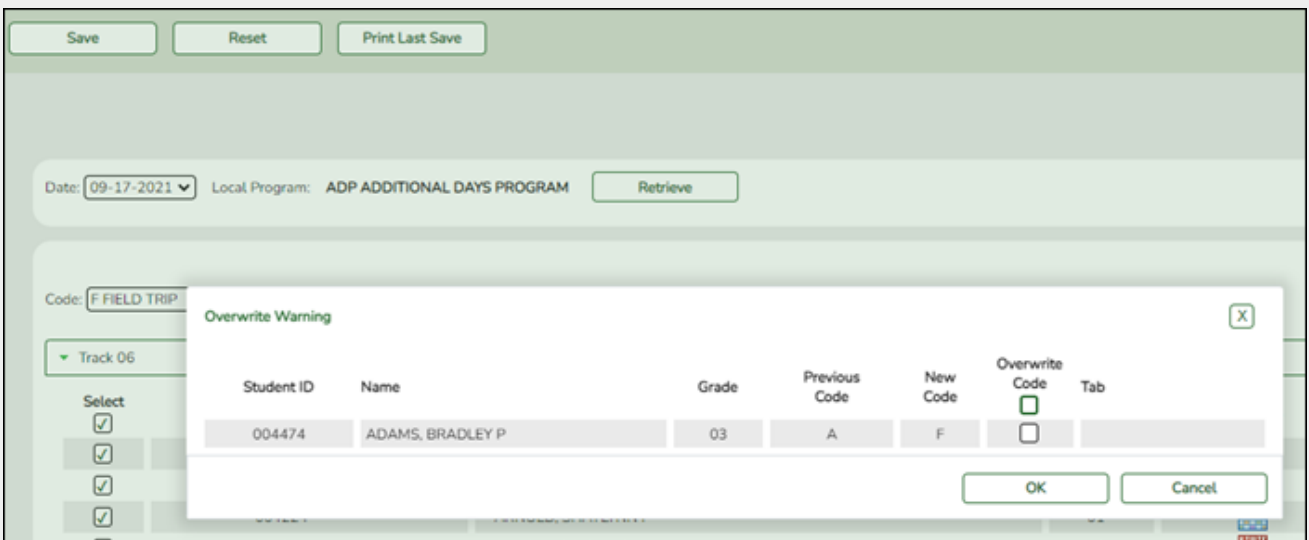 Save Reset Print Last Save
Date: 09-17-2021 Local Program: ADP ADDITIONAL DAYS PROGRAM Retrieve
Code: F FIELD TRIP
Overwrite Warning X
Track 06
Student ID Name Grade Previous Code New Code Overwrite Code Tab
Select
004474 ADAMS, BRADLEY P 03 A F
OK Cancel